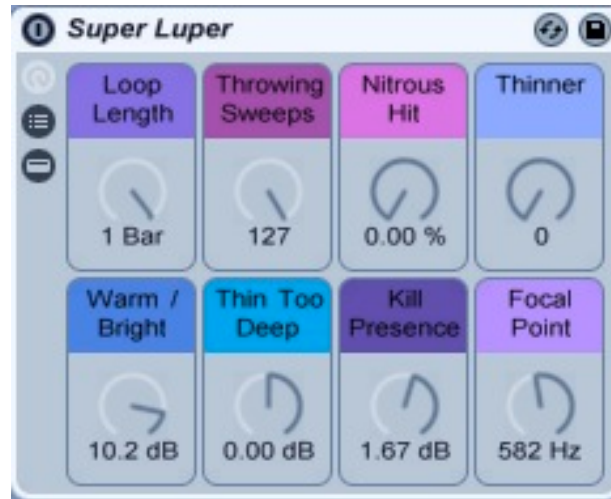 Super Luper
Loop Throwing Nitrous Thinner
Length Sweeps Hit
1 Bar 127 0.00 % 0
Warm / Thin Too Kill Focal
Bright Deep Presence Point
10.2 dB 0.00 dB 1.67 dB 582 Hz